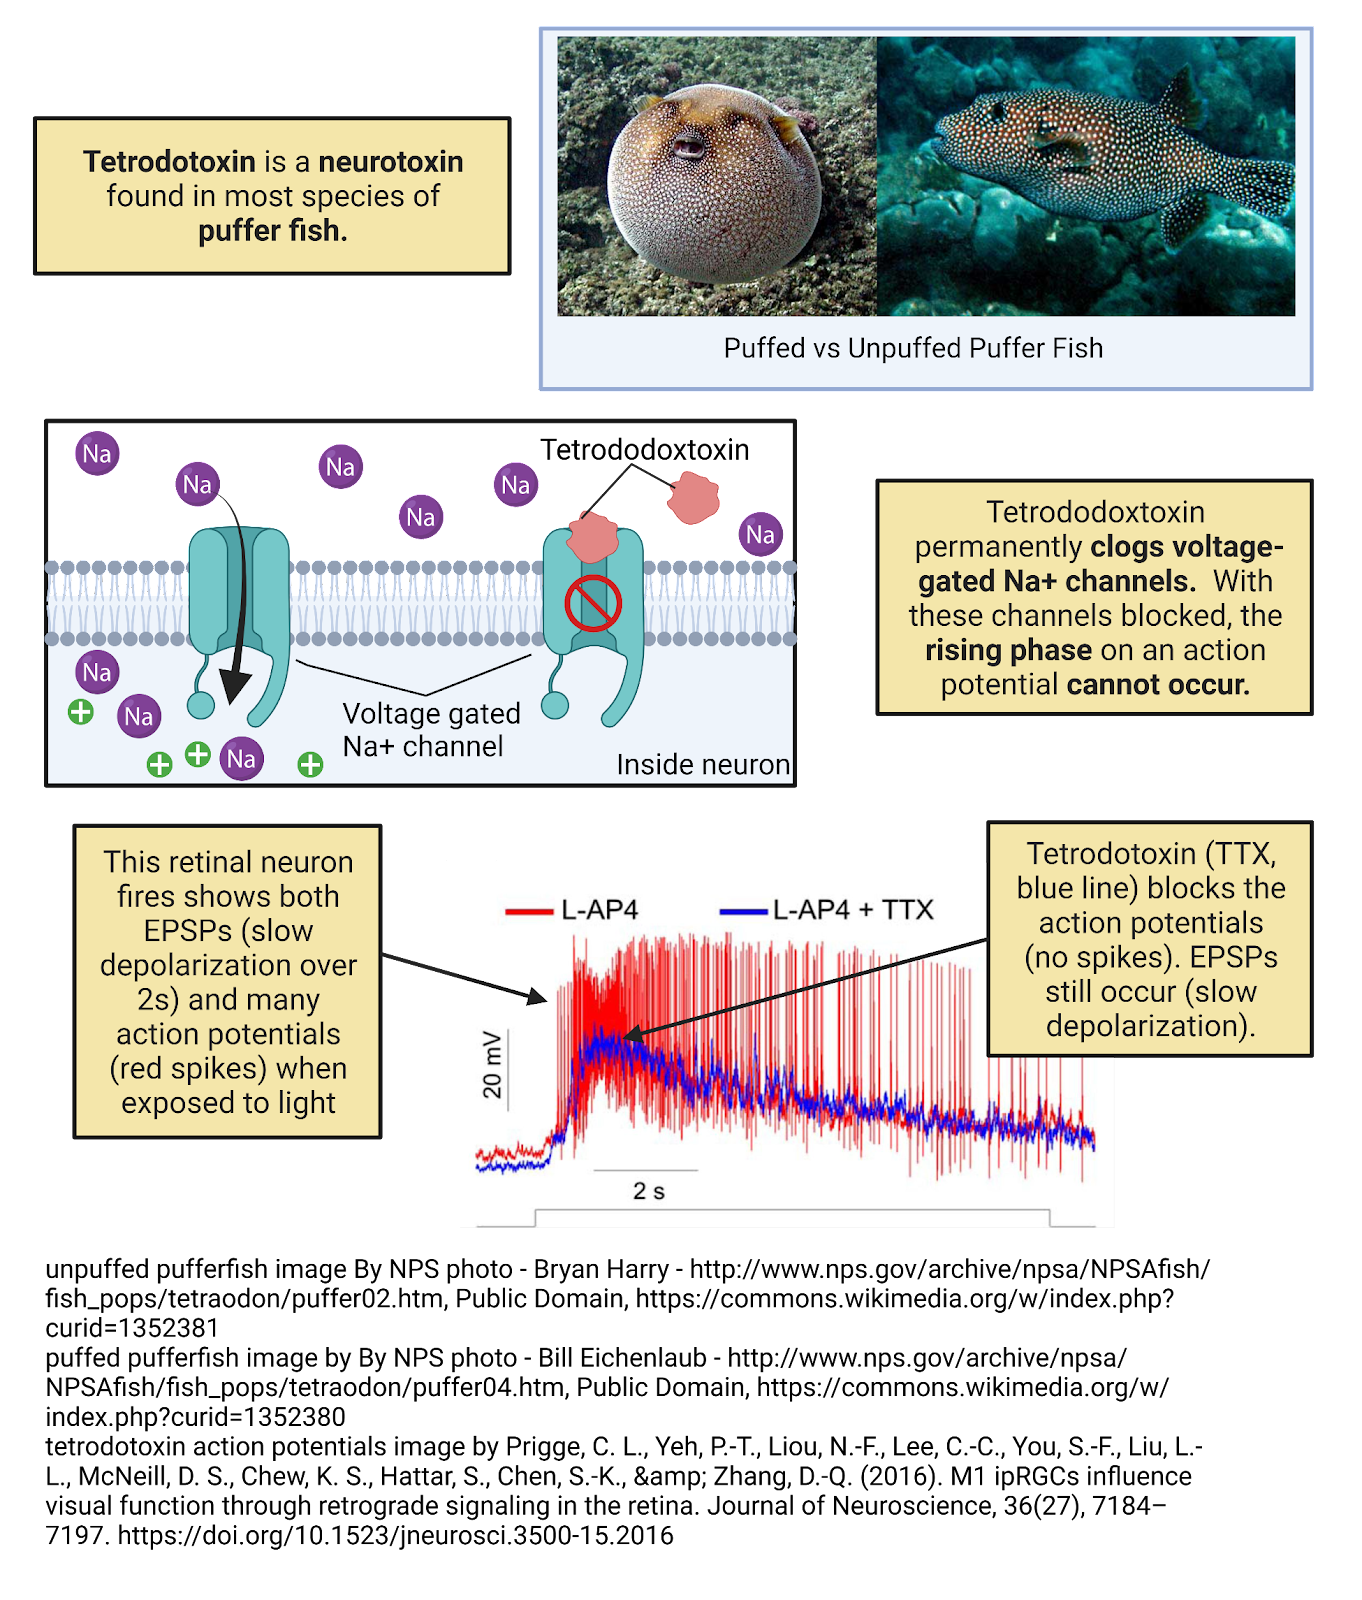 Tetrodotoxin is a neurotoxin
found in most species of
puffer fish.
Puffed vs Unpuffed Puffer Fish
Na
Na
Na
Na
Na
Na
Tetrododoxtoxin
Na
Na
Na
Voltage gated
Na+ channel
Inside neuron
Tetrododoxtoxin
permanently clogs voltage-
gated Na+ channels. With
these channels blocked, the
rising phase on an action
potential cannot occur.
This retinal neuron
fires shows both
EPSPs (slow
depolarization over
2s) and many
action potentials
(red spikes) when
exposed to light
L-AP4
L-AP4 + TTX
20 mV
2 s
Tetrodotoxin (TTX,
blue line) blocks the
action potentials
(no spikes). EPSPs
still occur (slow
depolarization).
unpuffed pufferfish image By NPS photo - Bryan Harry - http://www.nps.gov/archive/npsa/NPSAfish/
fish_pops/tetraodon/puffer02.htm, Public Domain, https://commons.wikimedia.org/w/index.php?
curid=1352381
puffed pufferfish image by By NPS photo - Bill Eichenlaub - http://www.nps.gov/archive/npsa/
NPSAfish/fish_pops/tetraodon/puffer04.htm, Public Domain, https://commons.wikimedia.org/w/
index.php?curid=1352380
tetrodotoxin action potentials image by Prigge, C. L., Yeh, P.-T., Liou, N.-F., Lee, C.-C., You, S.-F., Liu, L.-
L., McNeill, D. S., Chew, K. S., Hattar, S., Chen, S.-K., &amp; Zhang, D.-Q. (2016). M1 ipRGCs influence
visual function through retrograde signaling in the retina. Journal of Neuroscience, 36(27), 7184–
7197. https://doi.org/10.1523/jneurosci.3500-15.2016